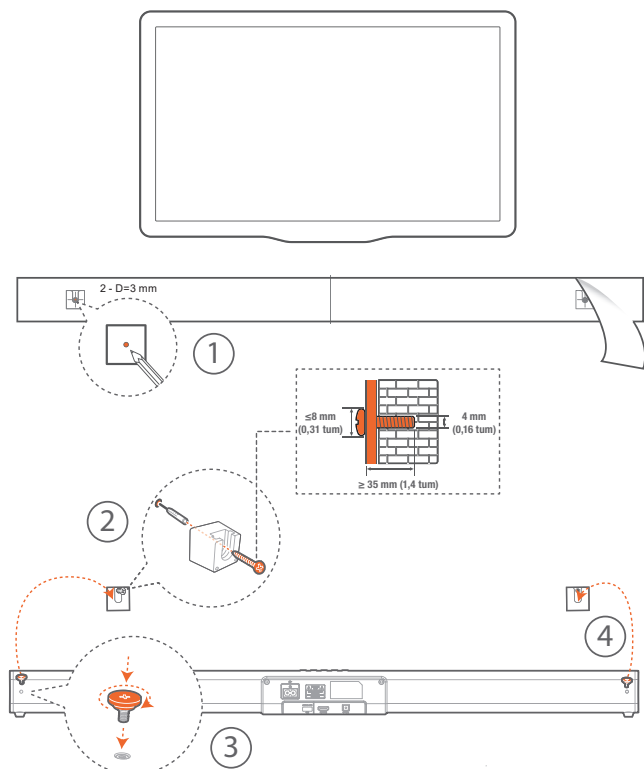 2 - D=3 mm
1
≤8 mm
(0,31 tum)
4 mm
(0,16 tum)
≥ 35 mm (1,4 tum)
2
4
3